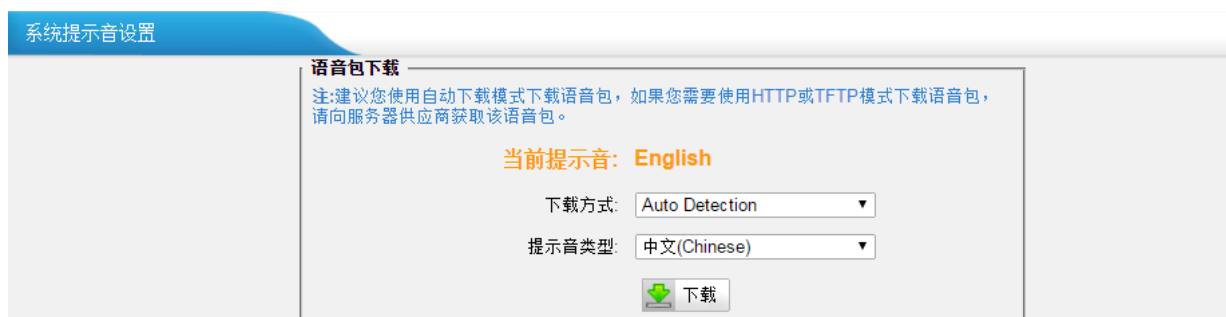 系统提示音设置
语音包下载
注:建议您使用自动下载模式下载语音包，如果您需要使用HTTP或TFTP模式下载语音包，
请向服务器供应商获取该语音包。
当前提示音: English
下载方式: Auto Detection
提示音类型: 中文(Chinese)
下载